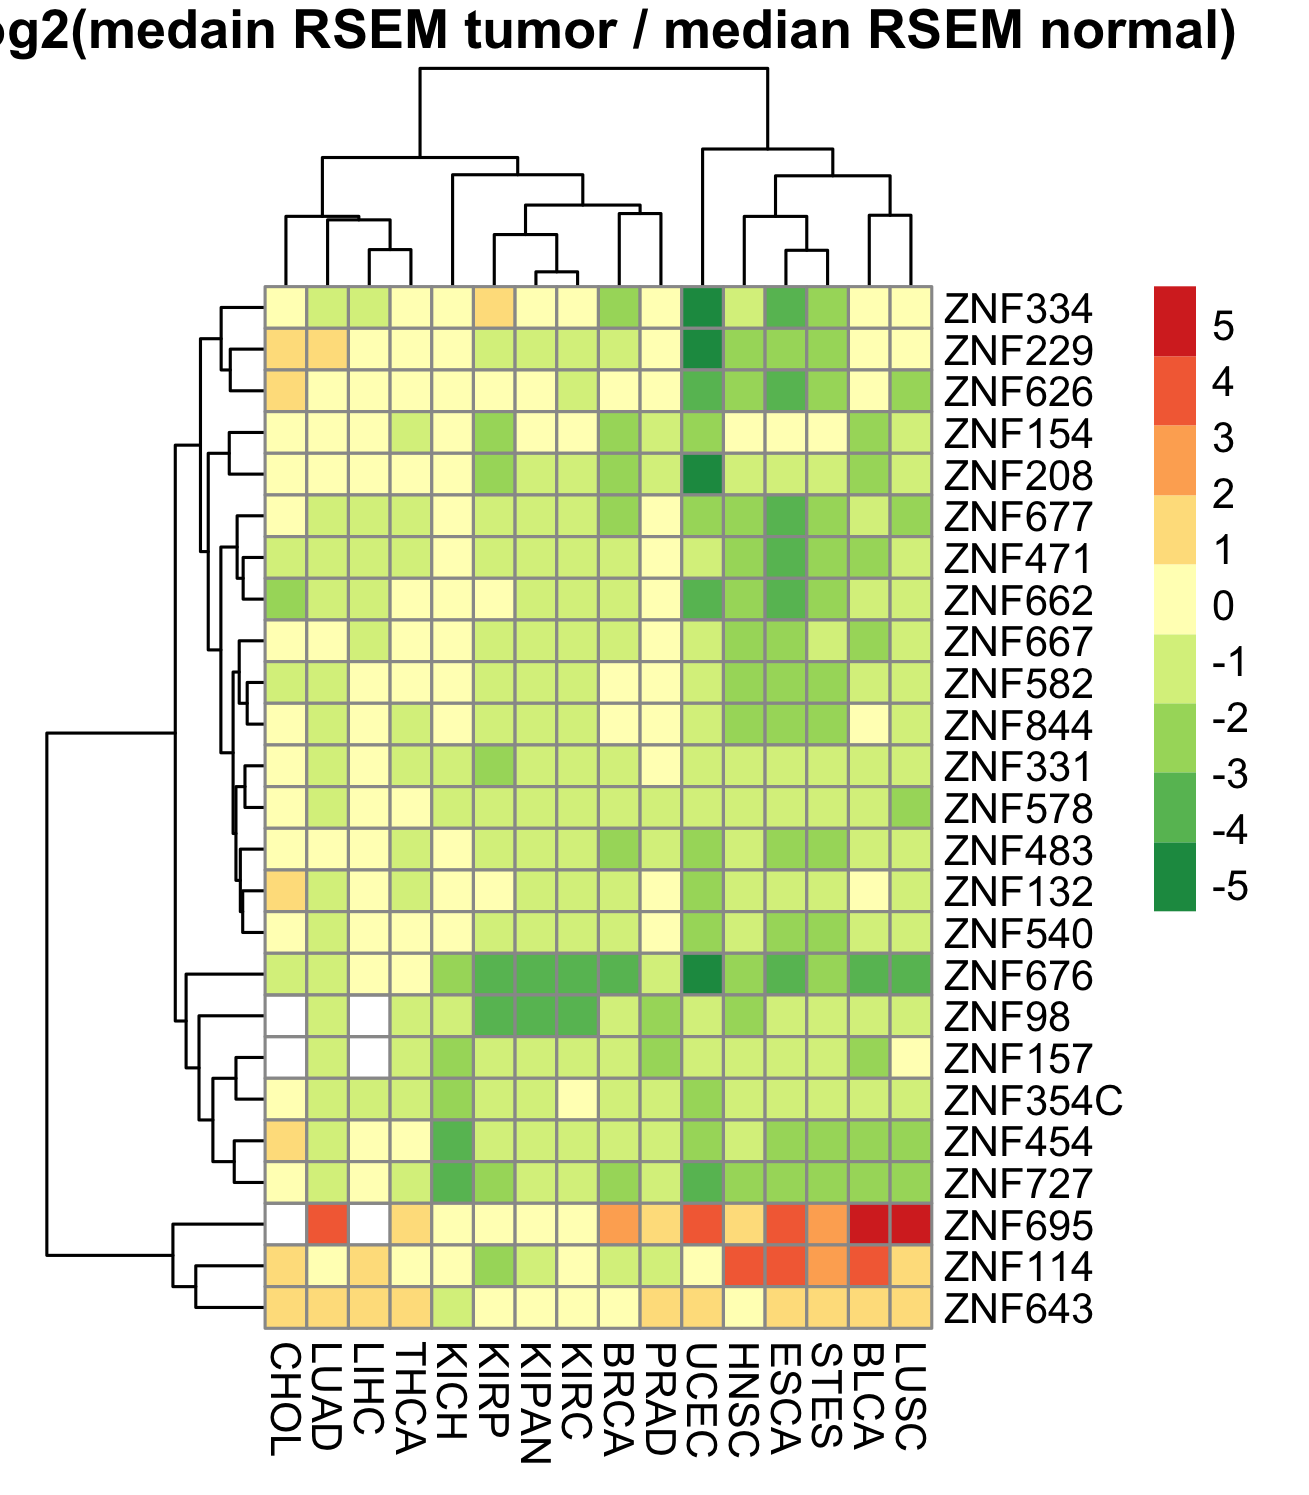 og2(medain RSEM tumor / median RSEM normal)
ZNF334
ZNF229
ZNF626
ZNF154
ZNF208
ZNF677
ZNF471
ZNF662
ZNF667
ZNF582
ZNF844
ZNF331
ZNF578
ZNF483
ZNF132
ZNF540
ZNF676
ZNF98
ZNF157
ZNF354C
ZNF454
ZNF727
ZNF695
ZNF114
ZNF643
5
4
3
2
1
0
-1
-2
-3
-4
-5
CHOL
LUAD
LIHC
THCA
KICH
KIRP
KIPAN
KIRC
BRCA
PRAD
UCEC
HNSC
ESCA
STES
BLCA
LUSC